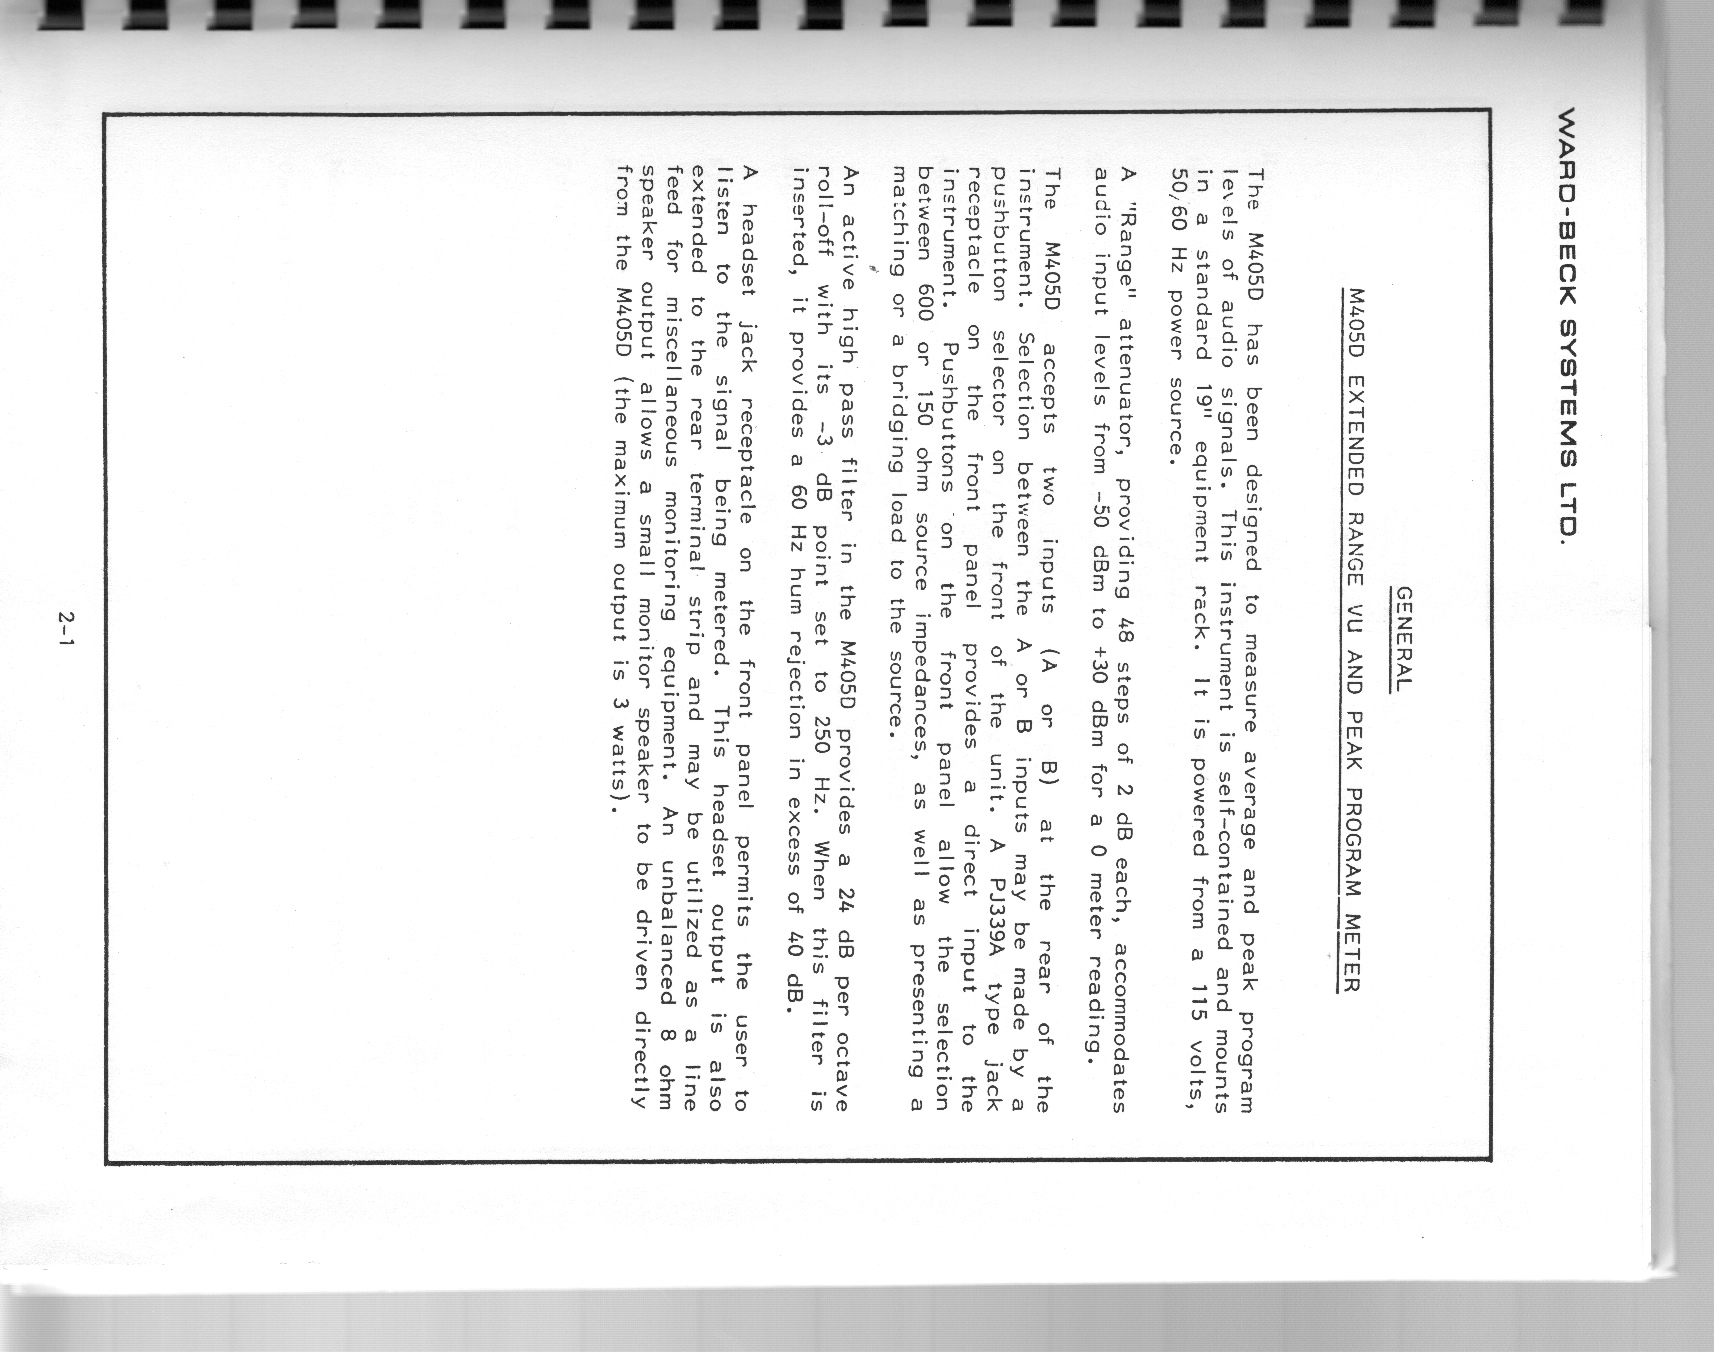 WARD-BECK SYSTEMS LTD.
GENERAL
M405D EXTENDED RANGE VU AND PEAK PROGRAM METER
The M405D has been designed to measure average and peak program
levels of audio signals. This instrument is self-contained and mounts
in a standard 19" equipment rack. It is powered from a 115 volts,
50/60 Hz power source.
A "Range" attenuator, providing 48 steps of 2 dB each, accommodates
audio input levels from -50 dBm to +30 dBm for a 0 meter reading.
The M405D accepts two inputs (A or B) at the rear of the
instrument. Selection between the A or B inputs may be made by a
pushbutton selector on the front of the unit. A PJ339A type jack
receptacle on the front panel provides a direct input to the
instrument. Pushbuttons on the front panel allow the selection
between 600 or 150 ohm source impedances, as well as presenting a
matching or a bridging load to the source.
An active high pass filter in the M405D provides a 24 dB per octave
roll-off with its -3 dB point set to 250 Hz. When this filter is
inserted, it provides a 60 Hz hum rejection in excess of 40 dB.
A headset jack receptacle on the front panel permits the user to
listen to the signal being metered. This headset output is also
extended to the rear terminal strip and may be utilized as a line
feed for miscellaneous monitoring equipment. An unbalanced 8 ohm
speaker output allows a small monitor speaker to be driven directly
from the M405D (the maximum output is 3 watts).
2-1